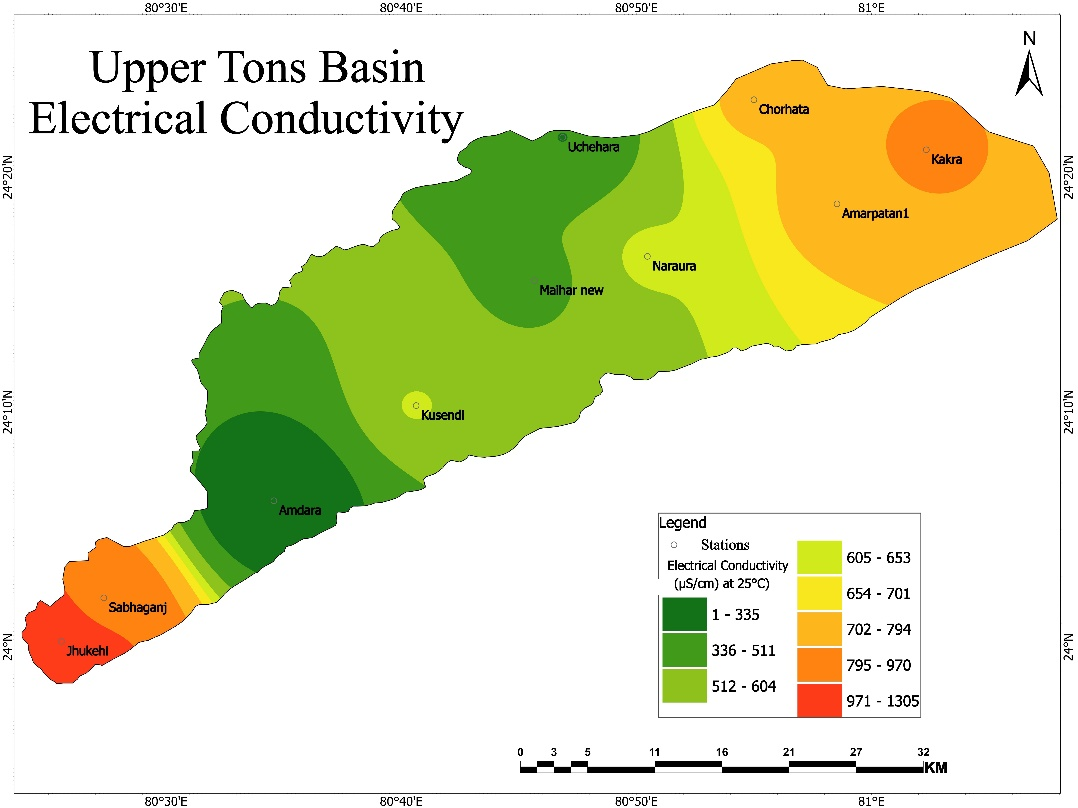 80°30'E 80°40'E 80°50'E 81°E
Upper Tons Basin
Electrical Conductivity
N
Chorhata
Uchehara
Kakra
24°20'N
24°20'N
Amarpatan1
Naraura
Maihar new
24°10'N
24°10'N
Kusendi
Amdara
Legend
Stations
Electrical Conductivity
(µS/cm) at 25°C)
1 - 335
336 - 511
512 - 604
605 - 653
654 - 701
702 - 794
795 - 970
971 - 1305
Sabhaganj
Jhukehi
24°N
24°N
0 3 5 11 16 21 27 32
KM
80°30'E 80°40'E 80°50'E 81°E